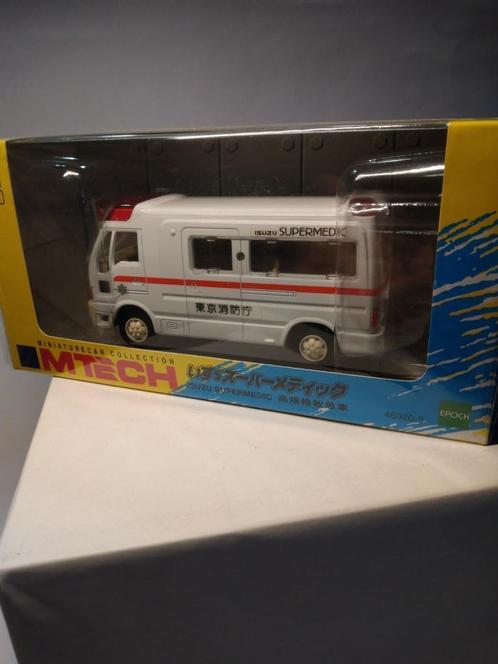 ISUZU SUPERMEDIC
東京消防庁
MINIATURECAR COLLECTION
MTECH
いすゞスーパーメディック
ISUZU SUPERMEDIC 高規格救急車
46320-3
EPOCH